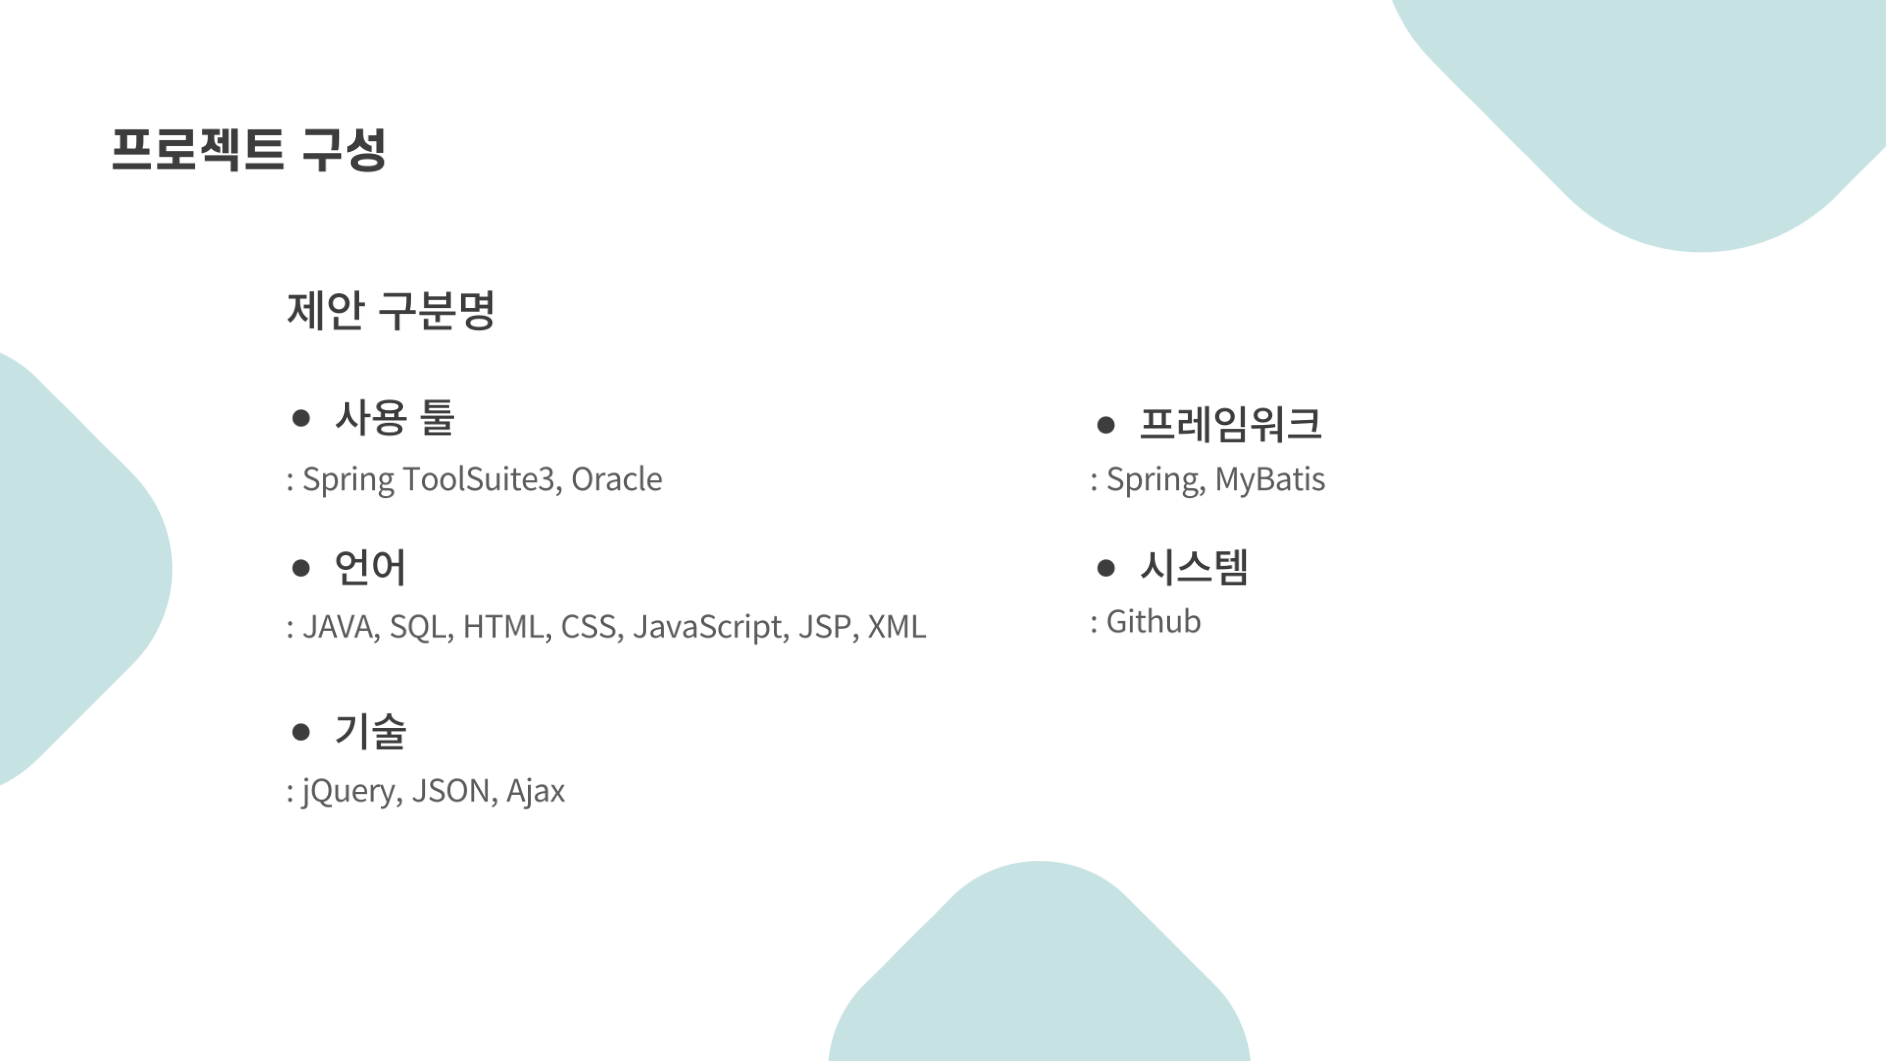 프로젝트 구성
제안 구분명
● 사용 툴
: Spring ToolSuite3, Oracle
● 언어
: JAVA, SQL, HTML, CSS, JavaScript, JSP, XML
● 기술
: jQuery, JSON, Ajax
● 프레임워크
: Spring, MyBatis
● 시스템
: Github